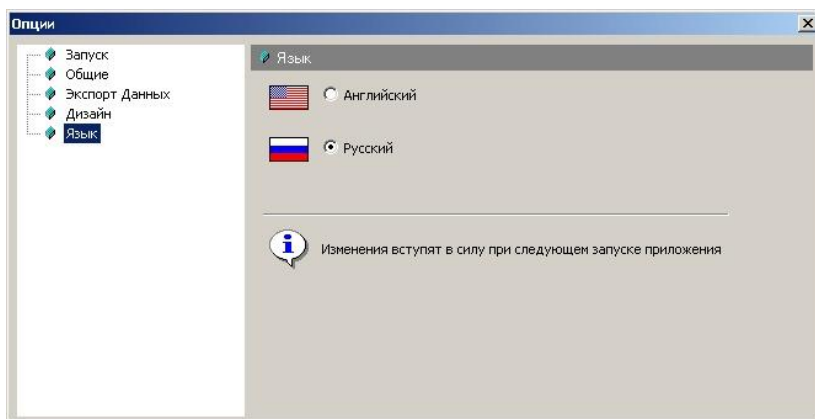 Опции
Запуск
Общие
Экспорт Данных
Дизайн
Язык
Язык
Английский
Русский
Изменения вступят в силу при следующем запуске приложения